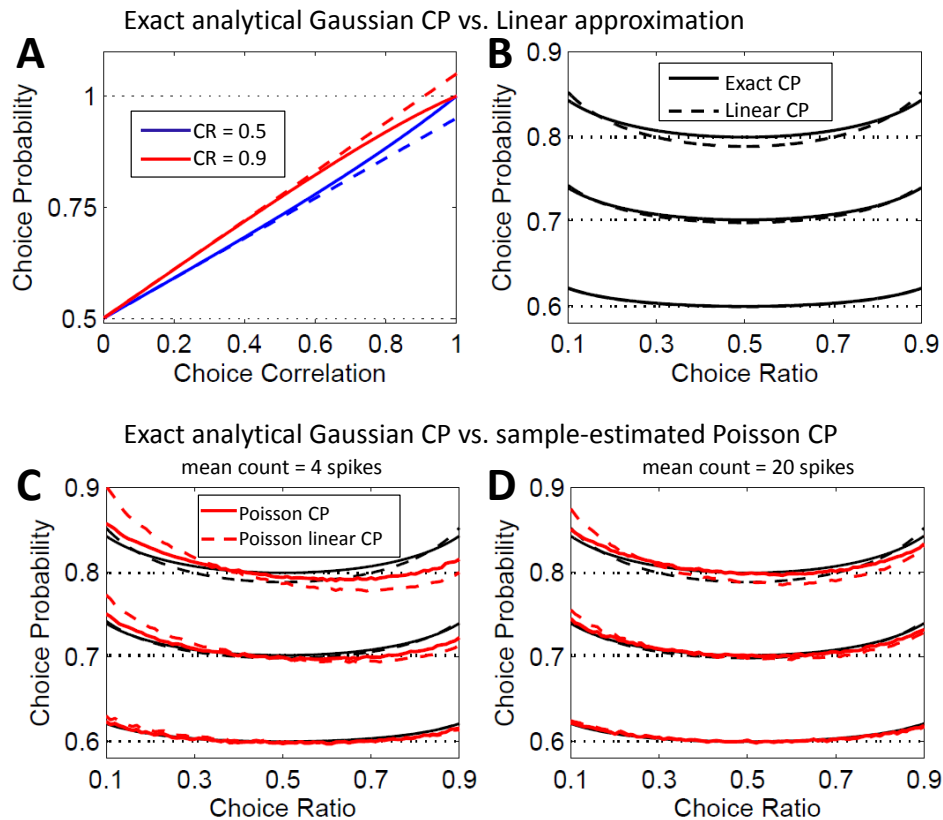 Exact analytical Gaussian CP vs. Linear approximation
A
Choice Probability
1
0.75
0.5
CR = 0.5
CR = 0.9
0 0.2 0.4 0.6 0.8 1
Choice Correlation
B
Choice Probability
0.9
0.8
0.7
0.6
Exact CP
Linear CP
0.1 0.3 0.5 0.7 0.9
Choice Ratio
Exact analytical Gaussian CP vs. sample-estimated Poisson CP
C
mean count = 4 spikes
Choice Probability
0.9
0.8
0.7
0.6
Poisson CP
Poisson linear CP
0.1 0.3 0.5 0.7 0.9
Choice Ratio
D
mean count = 20 spikes
Choice Probability
0.9
0.8
0.7
0.6
0.1 0.3 0.5 0.7 0.9
Choice Ratio